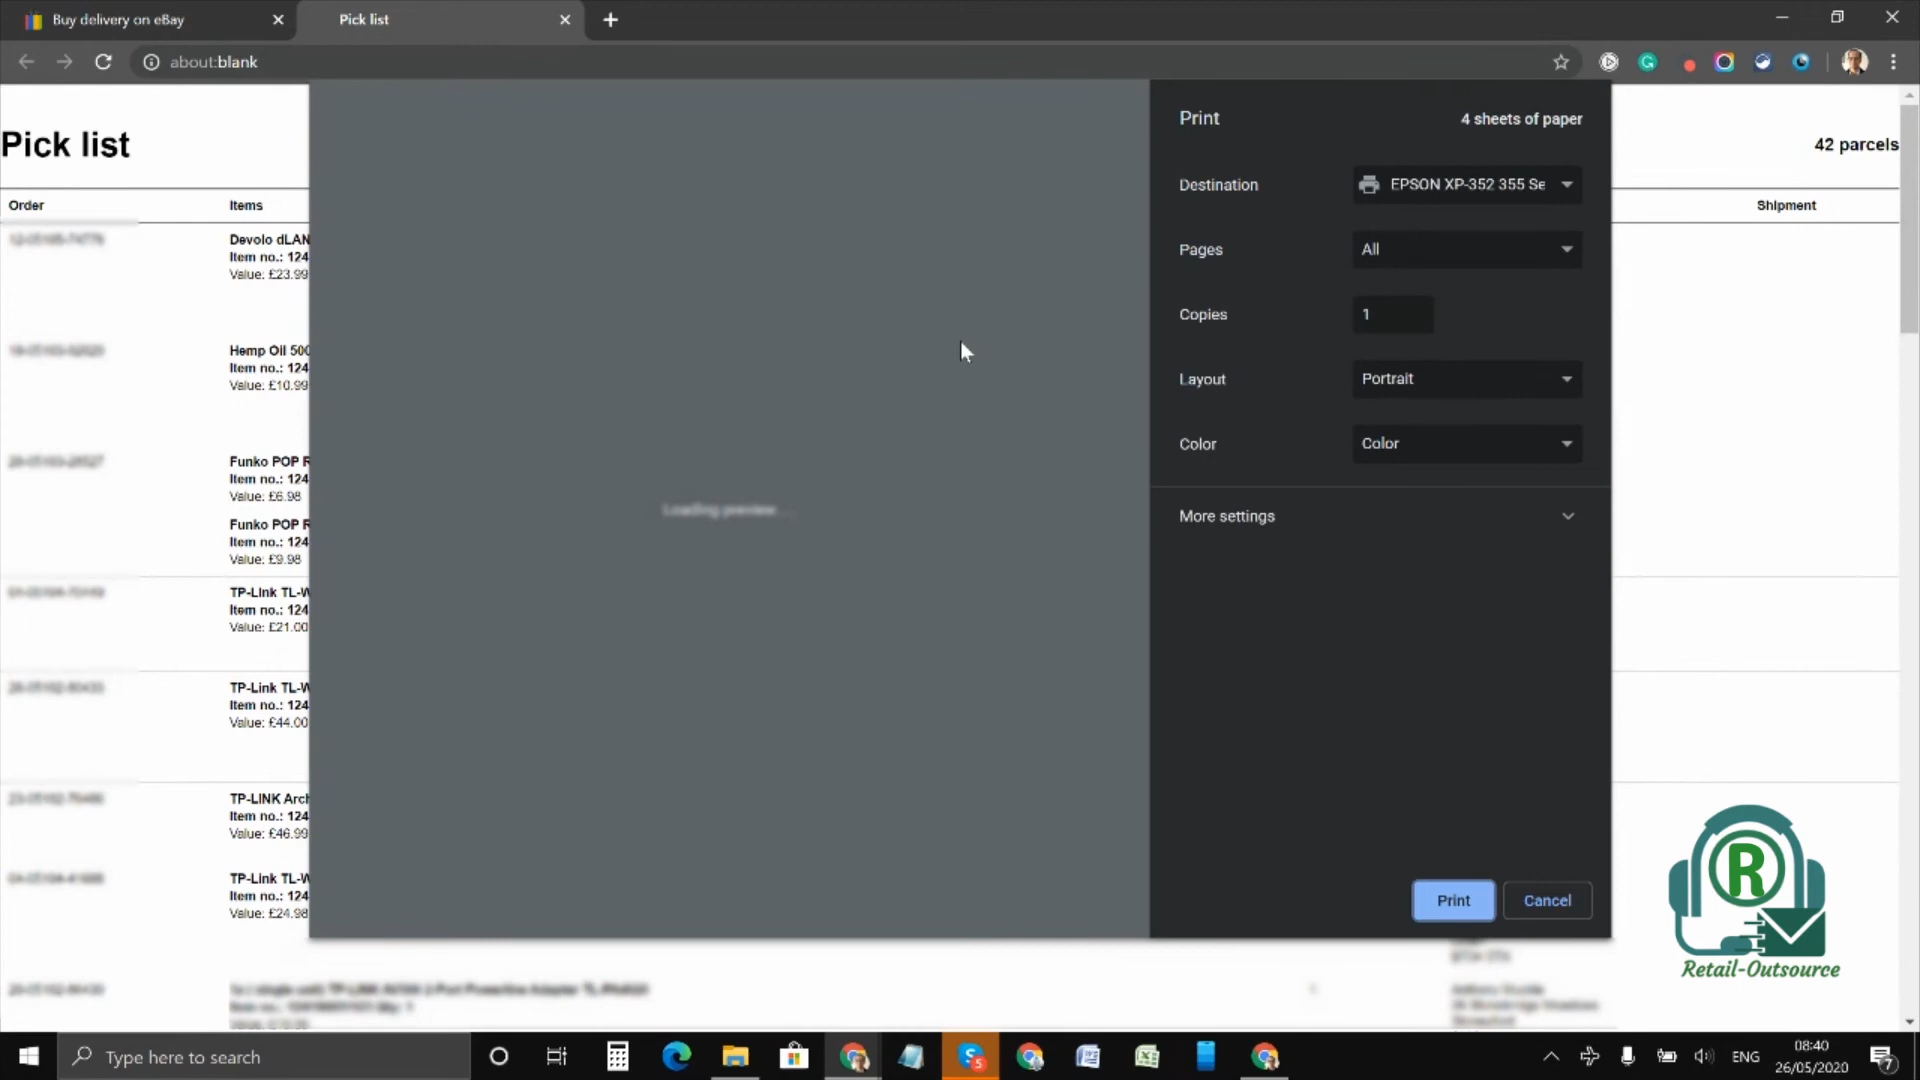 Buy delivery on eBay
Pick list
about:blank
Pick list
42 parcels
Order
Items
Shipment
Devolo dLAN
Item no.: 124
Value: £23.99
Hemp Oil 500
Item no.: 124
Value: £10.99
Funko POP R
Item no.: 124
Value: £6.98
Funko POP R
Item no.: 124
Value: £9.98
TP-Link TL-W
Item no.: 124
Value: £21.00
TP-Link TL-W
Item no.: 124
Value: £44.00
TP-LINK Arch
Item no.: 124
Value: £46.99
TP-Link TL-W
Item no.: 124
Value: £24.98
Loading preview...
Print
4 sheets of paper
Destination
EPSON XP-352 355 Se
Pages
All
Copies
1
Layout
Portrait
Color
Color
More settings
Print
Cancel
R
Retail-Outsource
Type here to search
S
5
ENG
08:40
26/05/2020
7